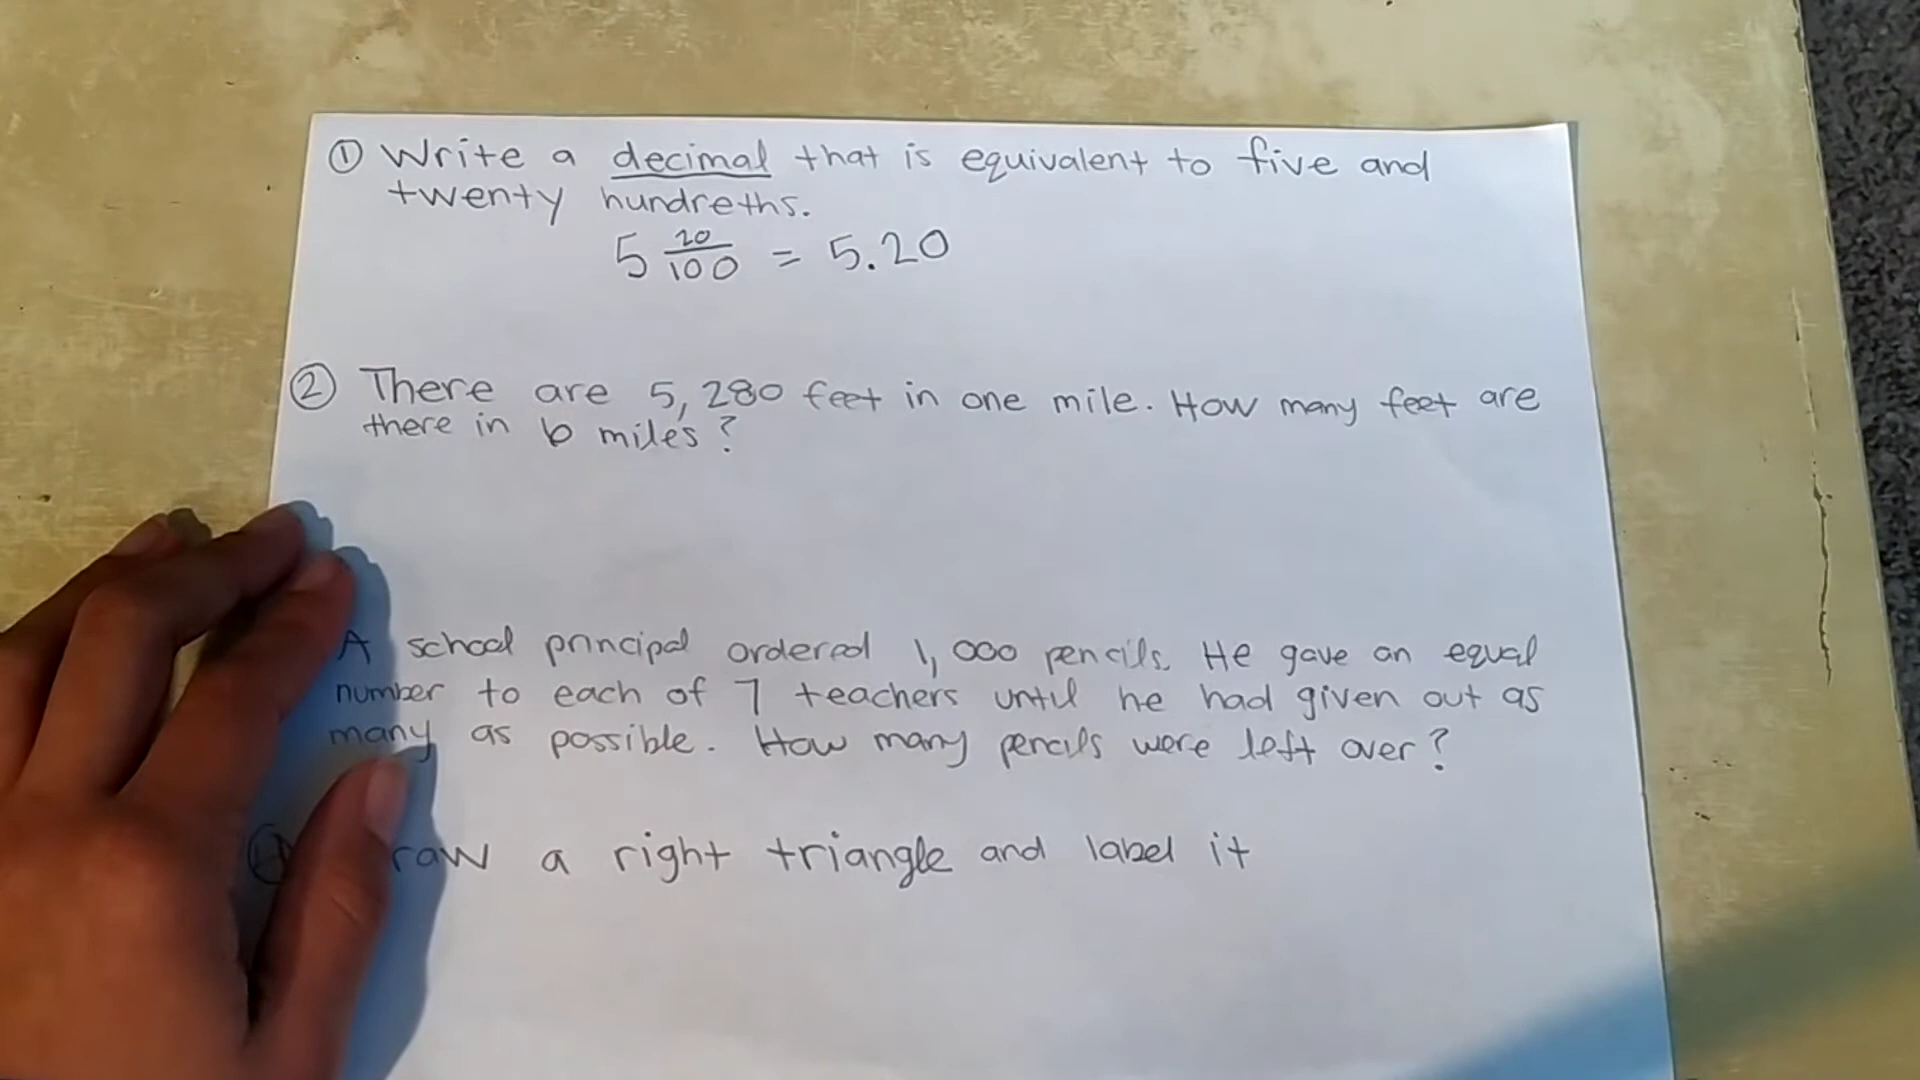 ① Write a decimal that is equivalent to five and
twenty hundreths.
5 20/100 = 5.20
② There are 5,280 feet in one mile. How many feet are
there in 6 miles?
A school principal ordered 1,000 pencils. He gave an equal
number to each of 7 teachers until he had given out as
many as possible. How many pencils were left over?
raw a right triangle and label it